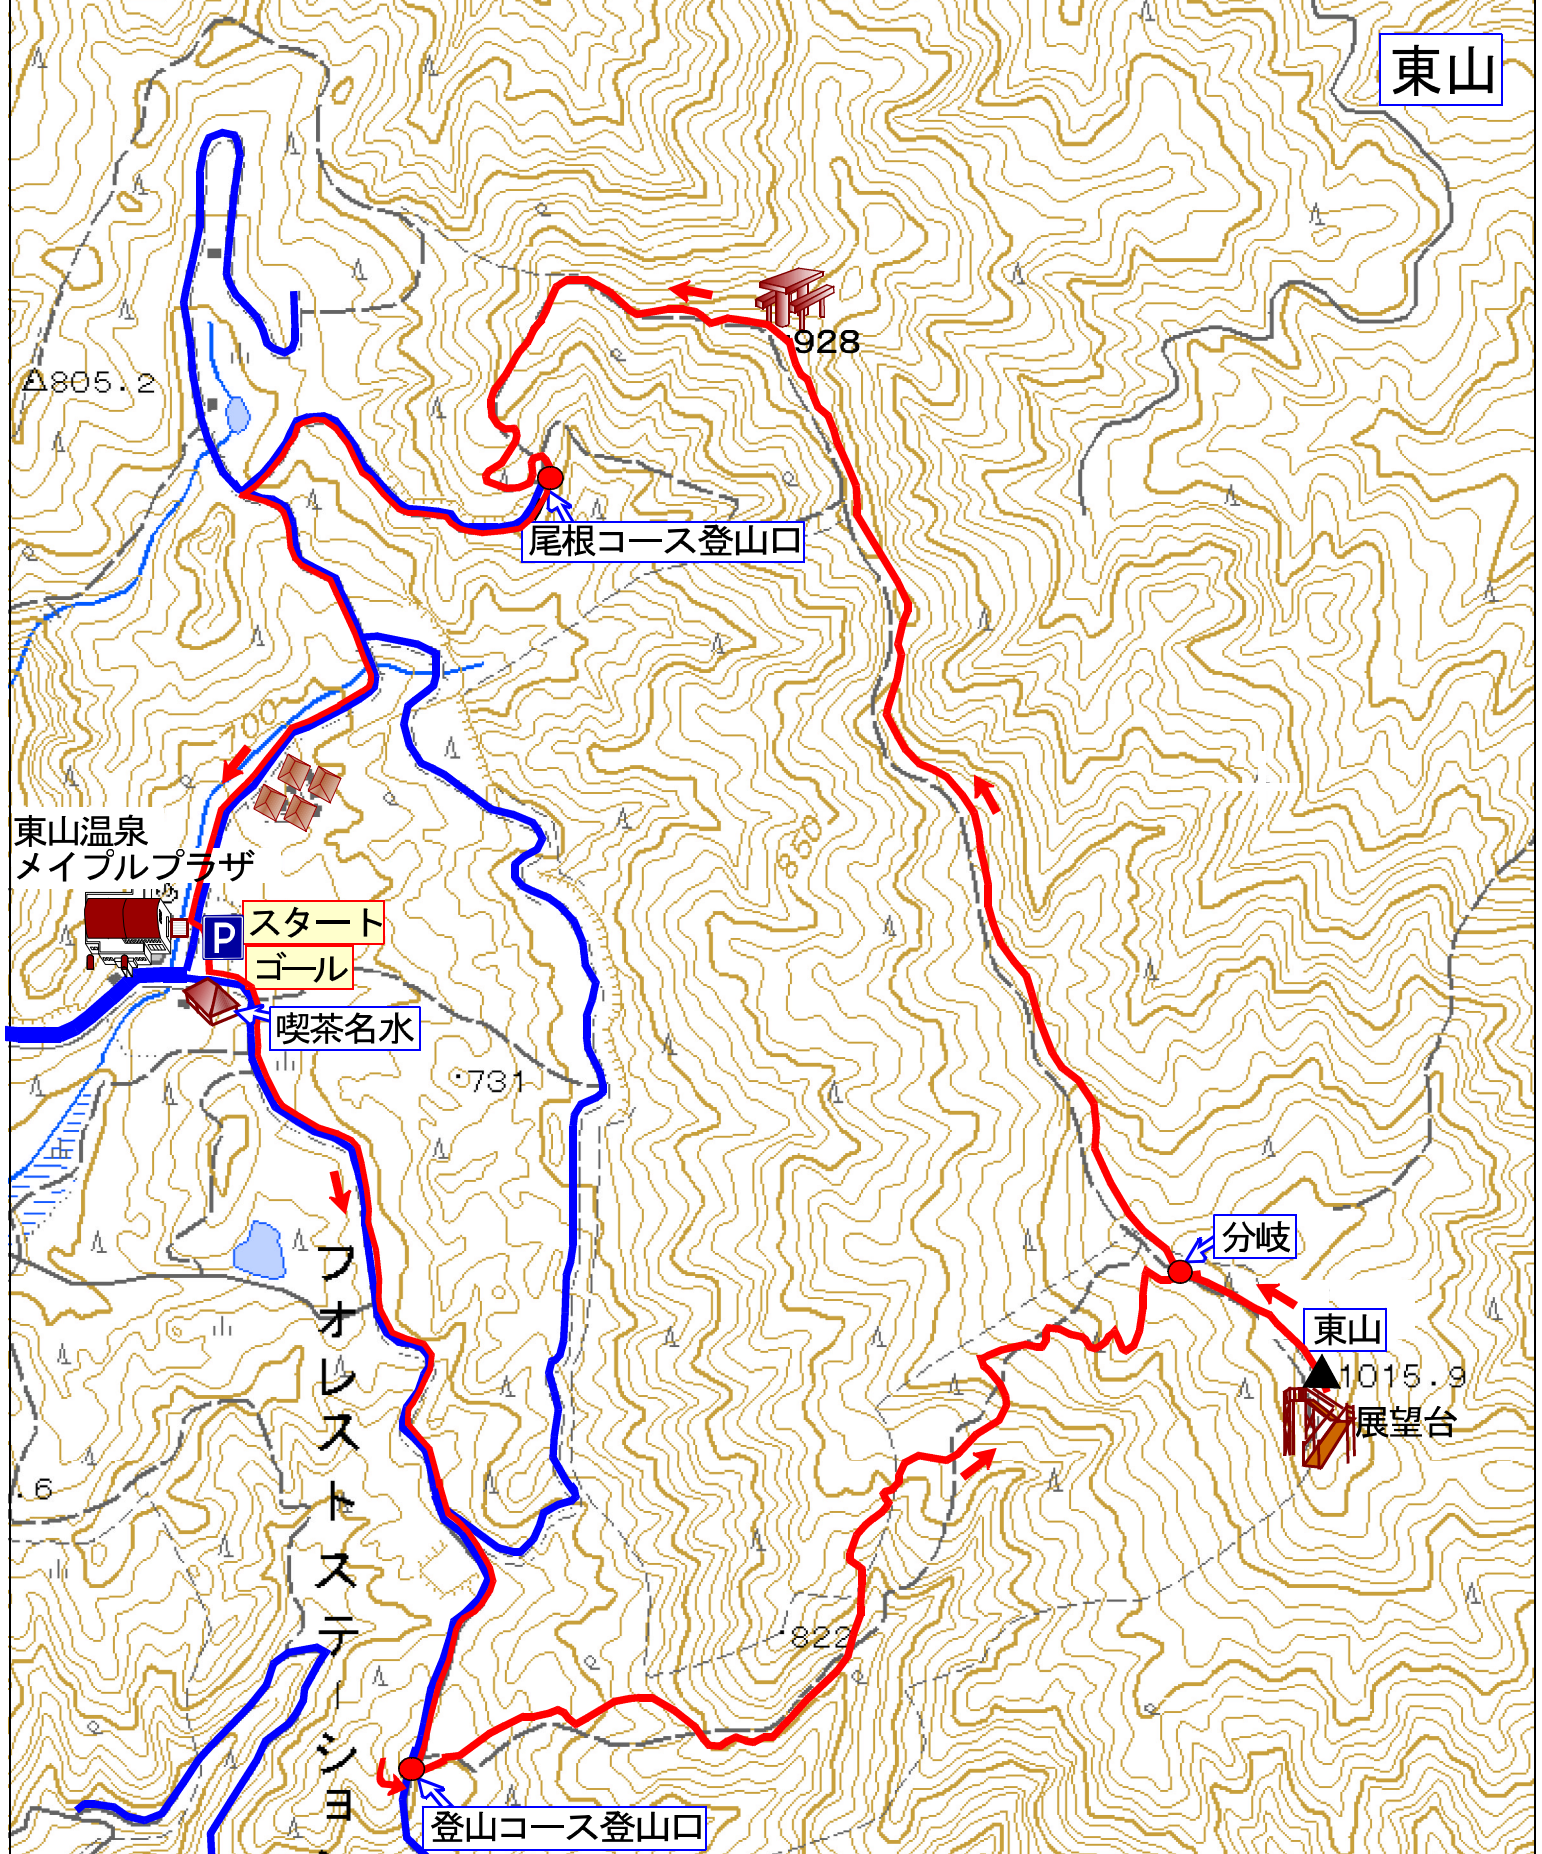 東山
928
805.2
尾根コース登山口
700
東山温泉
メイプルプラザ
850
P
スタート
ゴール
喫茶名水
731
分岐
東山
1015.9
展望台
フォレストステーショ
.6
822
登山コース登山口